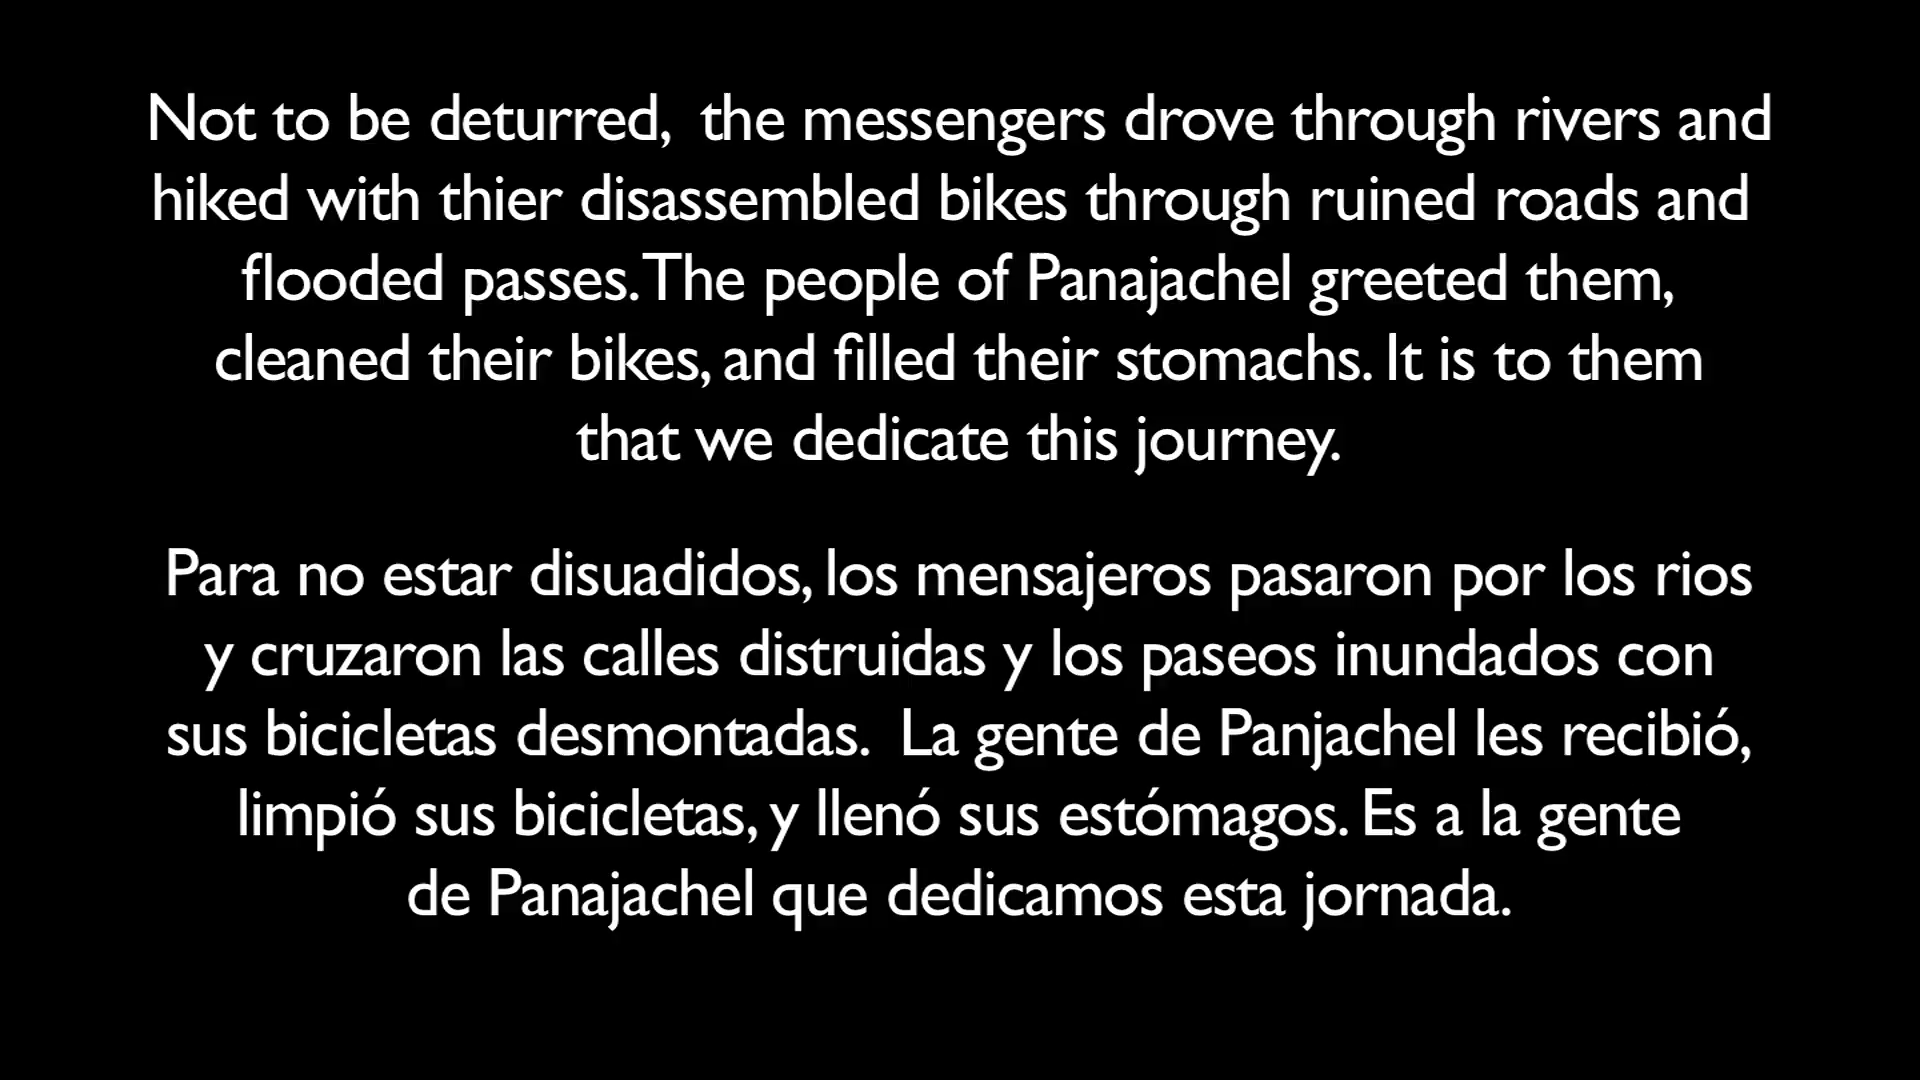 Not to be deturred,  the messengers drove through rivers and
hiked with thier disassembled bikes through ruined roads and
flooded passes. The people of Panajachel greeted them,
cleaned their bikes, and filled their stomachs. It is to them
that we dedicate this journey.
Para no estar disuadidos, los mensajeros pasaron por los rios
y cruzaron las calles distruidas y los paseos inundados con
sus bicicletas desmontadas.  La gente de Panjachel les recibió,
limpió sus bicicletas, y llenó sus estómagos. Es a la gente
de Panajachel que dedicamos esta jornada.